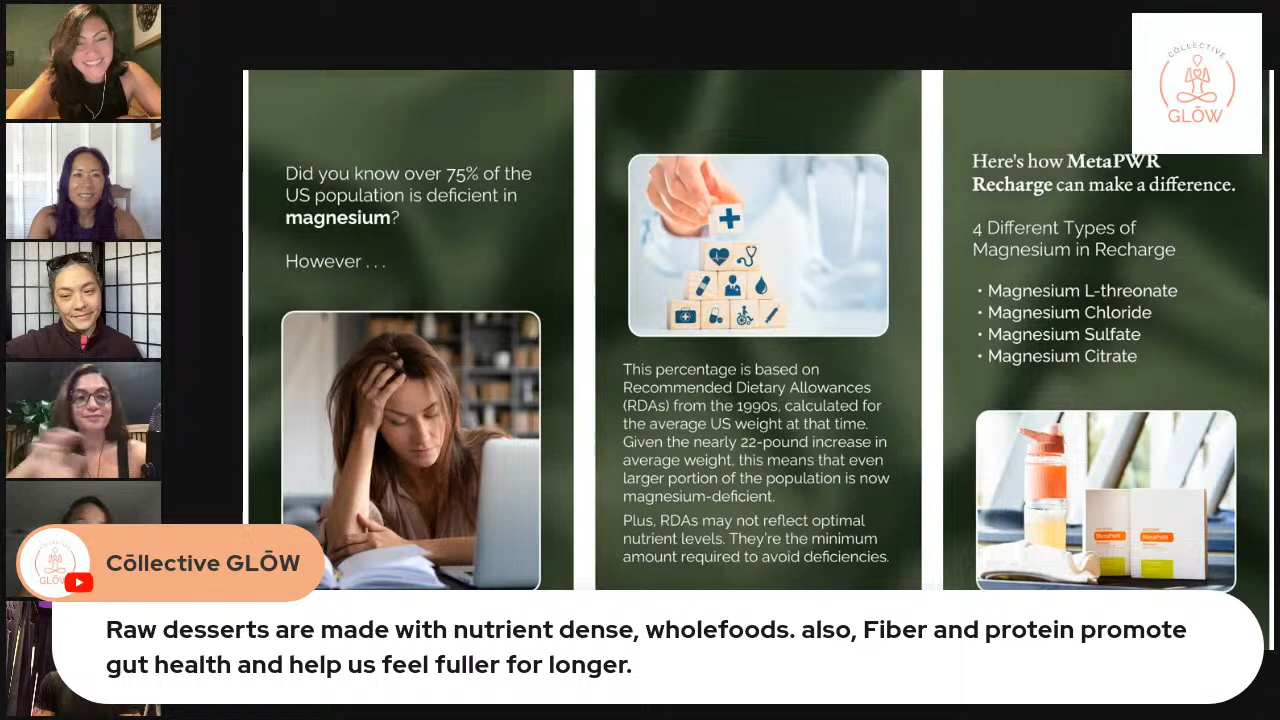 Did you know over 75% of the
US population is deficient in
magnesium?
However . . .
This percentage is based on
Recommended Dietary Allowances
(RDAs) from the 1990s, calculated for
the average US weight at that time.
Given the nearly 22-pound increase in
average weight, this means that even
larger portion of the population is now
magnesium-deficient.
Plus, RDAs may not reflect optimal
nutrient levels. They're the minimum
amount required to avoid deficiencies.
Here's how MetaPWR
Recharge can make a difference.
4 Different Types of
Magnesium in Recharge
• Magnesium L-threonate
• Magnesium Chloride
• Magnesium Sulfate
• Magnesium Citrate
MetaPWR
MetaPWR
CŌLLECTIVE
GLŌW
Cōllective GLŌW
Raw desserts are made with nutrient dense, wholefoods. also, Fiber and protein promote
gut health and help us feel fuller for longer.